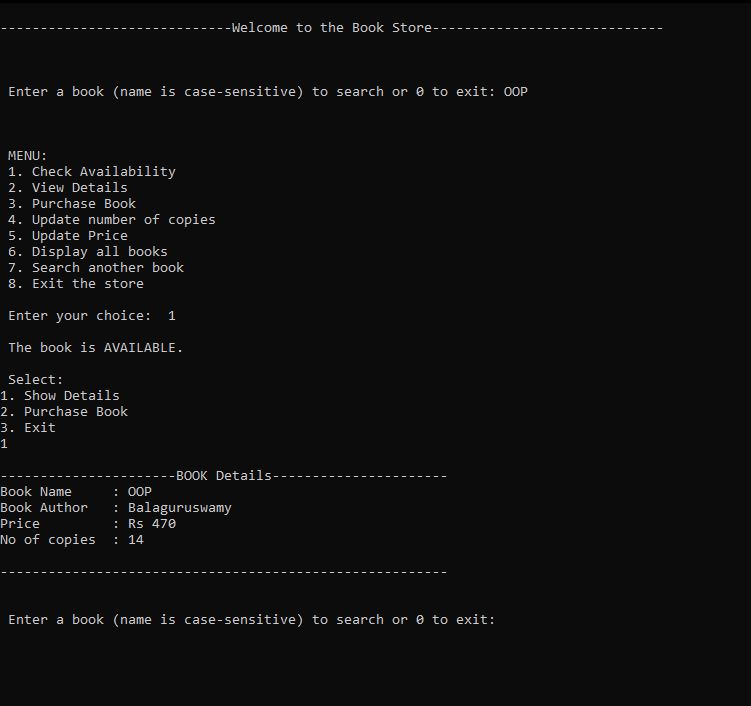 -----------------------------Welcome to the Book Store-----------------------------
Enter a book (name is case-sensitive) to search or 0 to exit: OOP
MENU:
1. Check Availability
2. View Details
3. Purchase Book
4. Update number of copies
5. Update Price
6. Display all books
7. Search another book
8. Exit the store
Enter your choice:  1
The book is AVAILABLE.
Select:
1. Show Details
2. Purchase Book
3. Exit
1
----------------------BOOK Details----------------------
Book Name     : OOP
Book Author   : Balaguruswamy
Price         : Rs 470
No of copies  : 14
--------------------------------------------------------
Enter a book (name is case-sensitive) to search or 0 to exit: